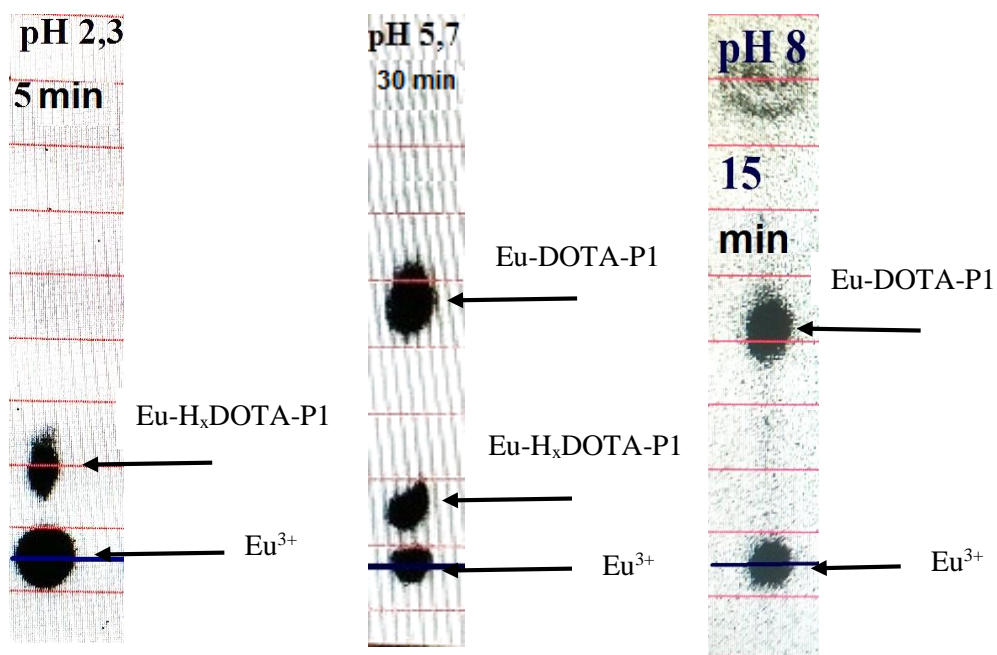 pH 2,3
5 min
Eu-HₓDOTA-P1
Eu³⁺
pH 5,7
30 min
Eu-DOTA-P1
Eu-HₓDOTA-P1
Eu³⁺
pH 8
15
min
Eu-DOTA-P1
Eu³⁺